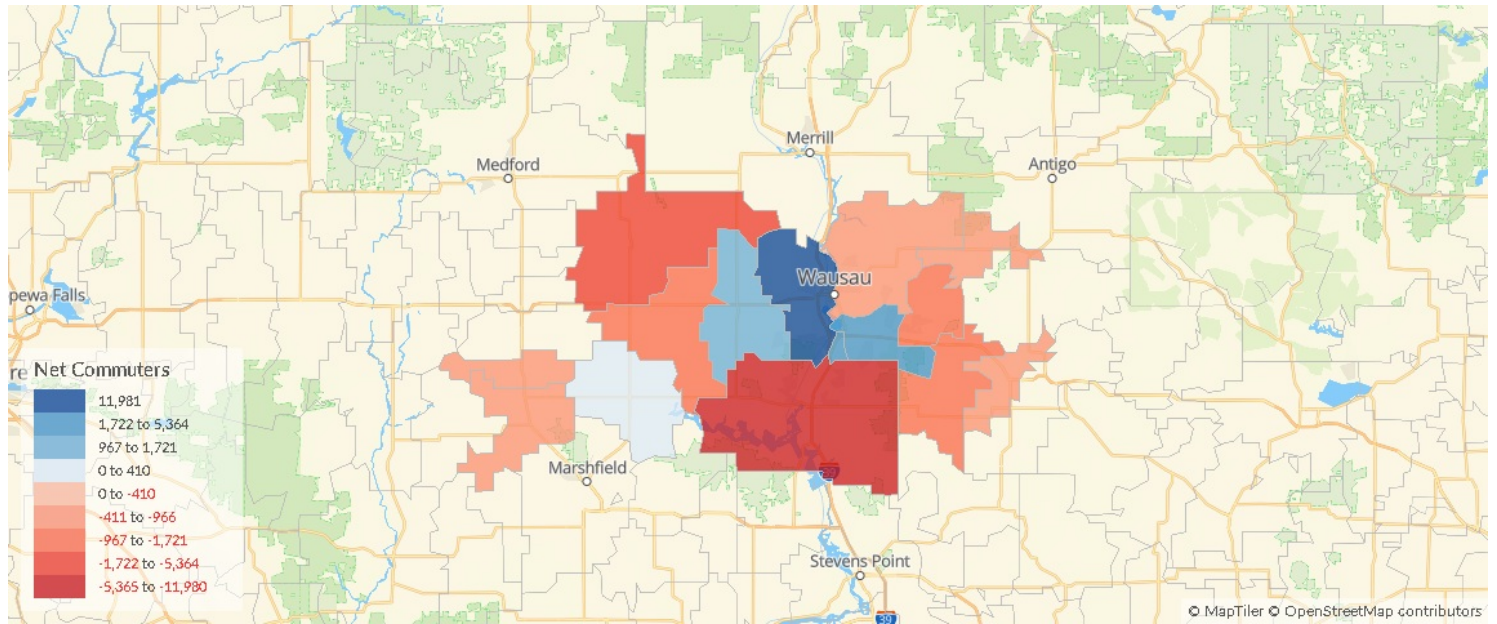 Merrill
Medford
Antigo
Wausau
pewa Falls
re
Net Commuters
11,981
1,722 to 5,364
967 to 1,721
0 to 410
0 to -410
-411 to -966
-967 to -1,721
-1,722 to -5,364
-5,365 to -11,980
Marshfield
Stevens Point
39
© MapTiler © OpenStreetMap contributors